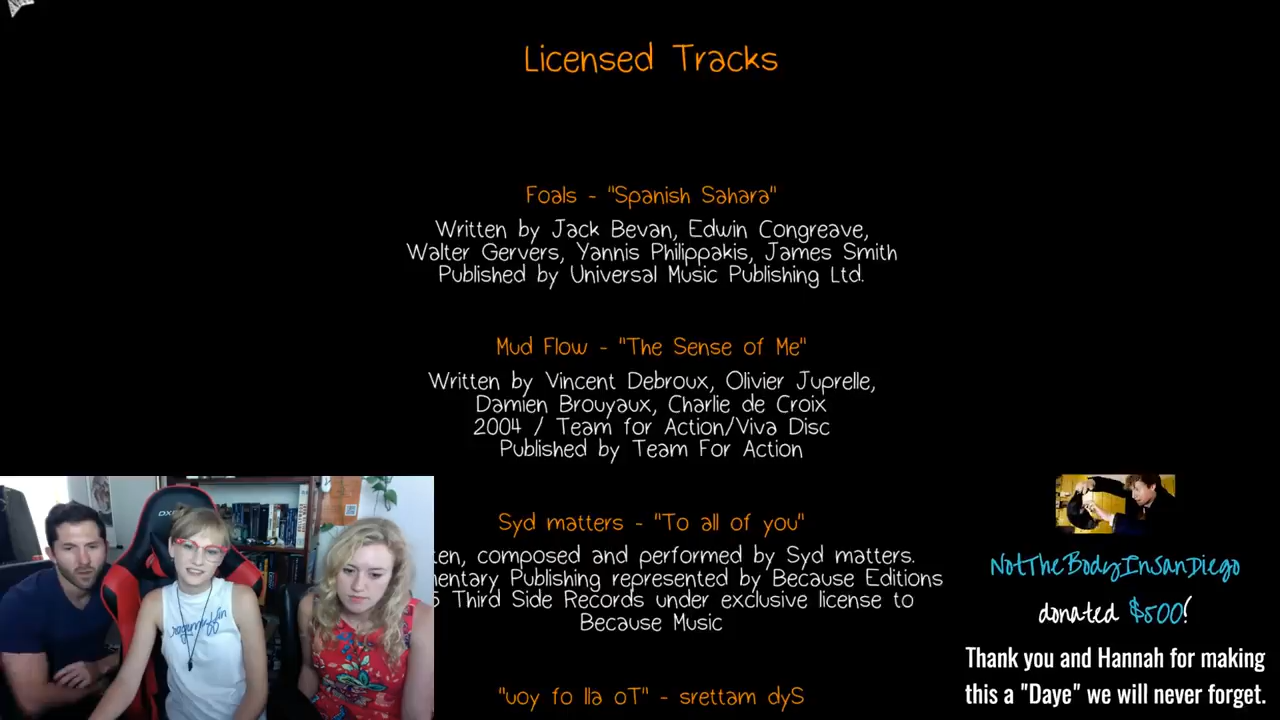 Licensed Tracks
Foals - "Spanish Sahara"
Written by Jack Bevan, Edwin Congreave,
Walter Gervers, Yannis Philippakis, James Smith
Published by Universal Music Publishing Ltd.
Mud Flow - "The Sense of Me"
Written by Vincent Debroux, Olivier Juprelle,
Damien Brouyaux, Charlie de Croix
2004 / Team for Action/Viva Disc
Published by Team For Action
Syd matters - "To all of you"
ten, composed and performed by Syd matters.
mentary Publishing represented by Because Editions
5 Third Side Records under exclusive license to
Because Music
"uoy fo lla oT" - srettam dyS
NotTheBodyInSanDiego
donated $500!
Thank you and Hannah for making
this a "Daye" we will never forget.